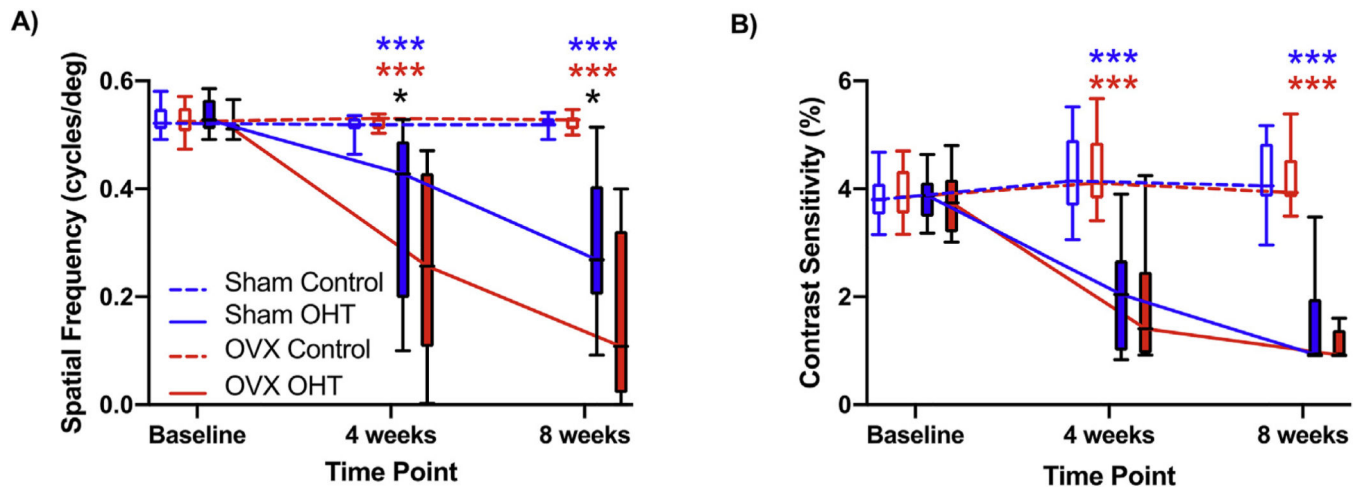 A)
Spatial Frequency (cycles/deg)
0.6
0.4
0.2
0.0
***
***
*
***
***
*
Sham Control
Sham OHT
OVX Control
OVX OHT
Baseline 4 weeks 8 weeks
Time Point
B)
Contrast Sensitivity (%)
6
4
2
0
***
***
***
***
Baseline 4 weeks 8 weeks
Time Point